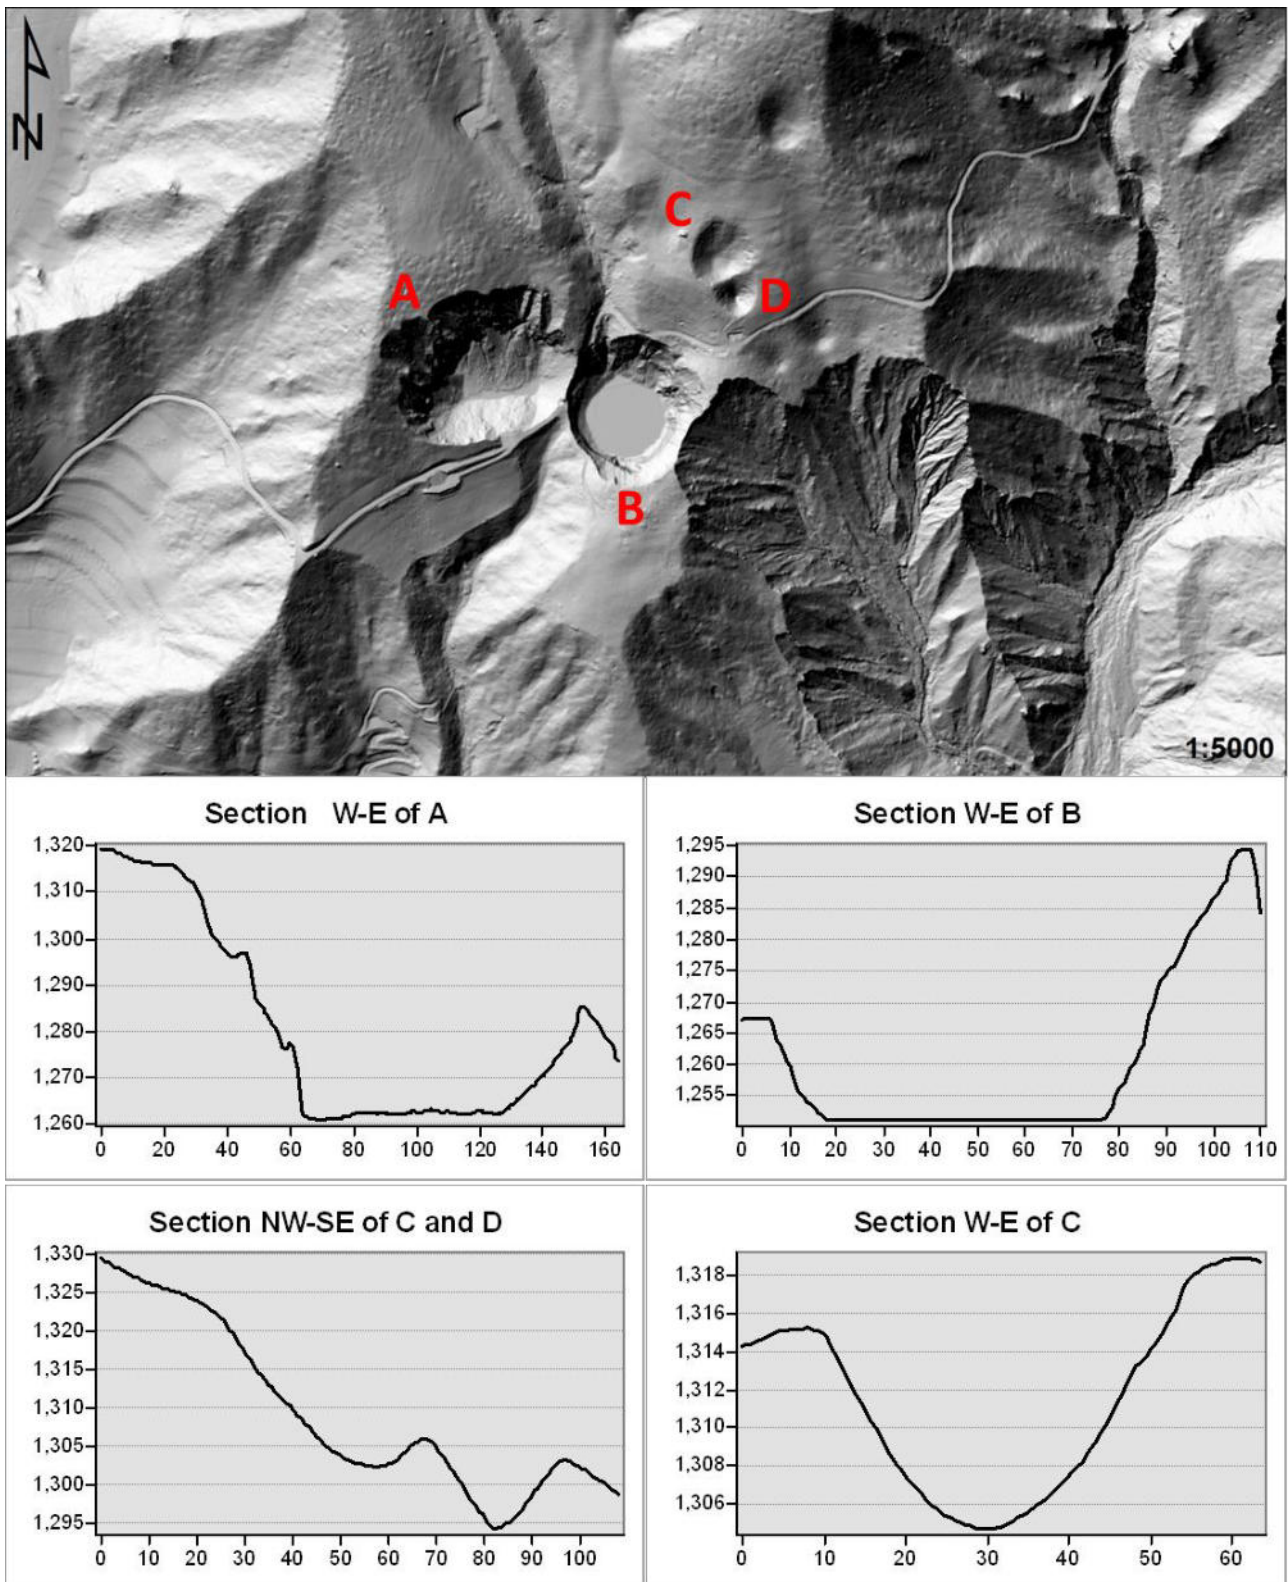 N
C
A
D
B
1:5000
Section W-E of A
1,320
1,310
1,300
1,290
1,280
1,270
1,260
0 20 40 60 80 100 120 140 160
Section W-E of B
1,295
1,290
1,285
1,280
1,275
1,270
1,265
1,260
1,255
0 10 20 30 40 50 60 70 80 90 100 110
Section NW-SE of C and D
1,330
1,325
1,320
1,315
1,310
1,305
1,300
1,295
0 10 20 30 40 50 60 70 80 90 100
Section W-E of C
1,318
1,316
1,314
1,312
1,310
1,308
1,306
0 10 20 30 40 50 60